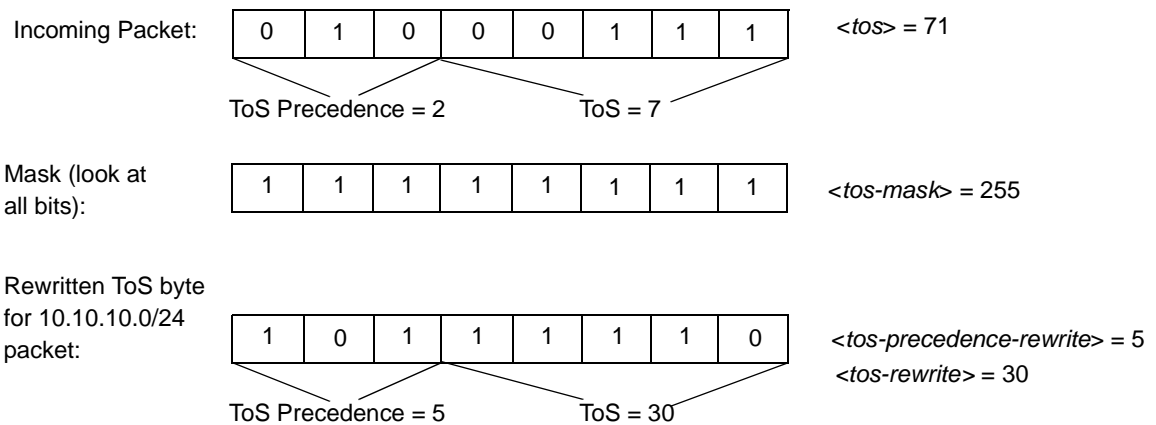 Incoming Packet: 0 1 0 0 0 1 1 1 <tos> = 71
ToS Precedence = 2 ToS = 7
Mask (look at
all bits): 1 1 1 1 1 1 1 1 <tos-mask> = 255
Rewritten ToS byte
for 10.10.10.0/24
packet: 1 0 1 1 1 1 1 0 <tos-precedence-rewrite> = 5
<tos-rewrite> = 30
ToS Precedence = 5 ToS = 30